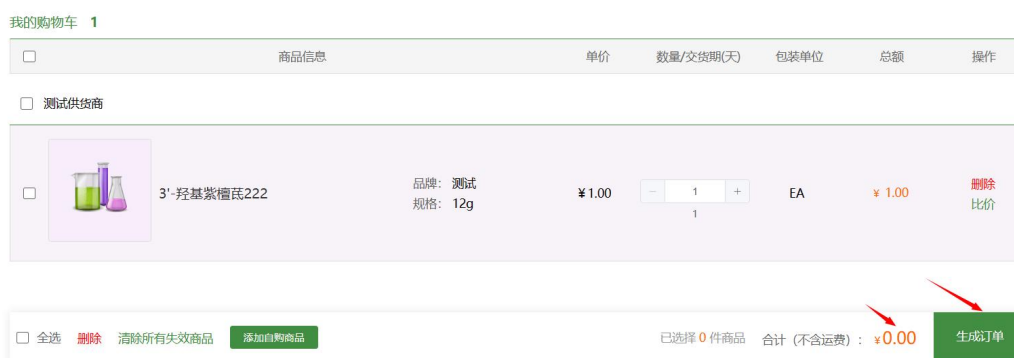 我的购物车 1
商品信息 单价 数量/交货期(天) 包装单位 总额 操作
测试供货商
3'-羟基紫檀芪222 品牌: 测试 规格: 12g ¥1.00 - 1 + 1 EA ¥ 1.00 删除 比价
全选 删除 清除所有失效商品 添加自购商品 已选择 0 件商品 合计（不含运费）: ¥0.00 生成订单